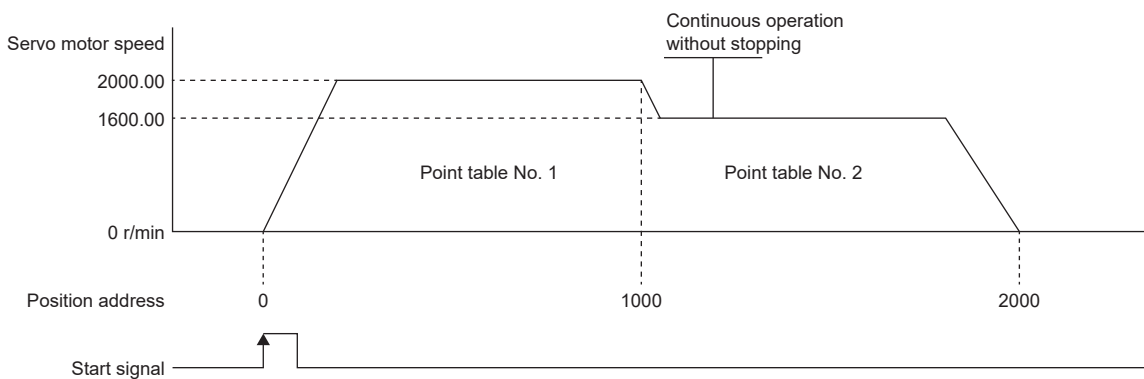 Continuous operation
without stopping
Servo motor speed
2000.00
1600.00
Point table No. 1
Point table No. 2
0 r/min
Position address
0
1000
2000
Start signal